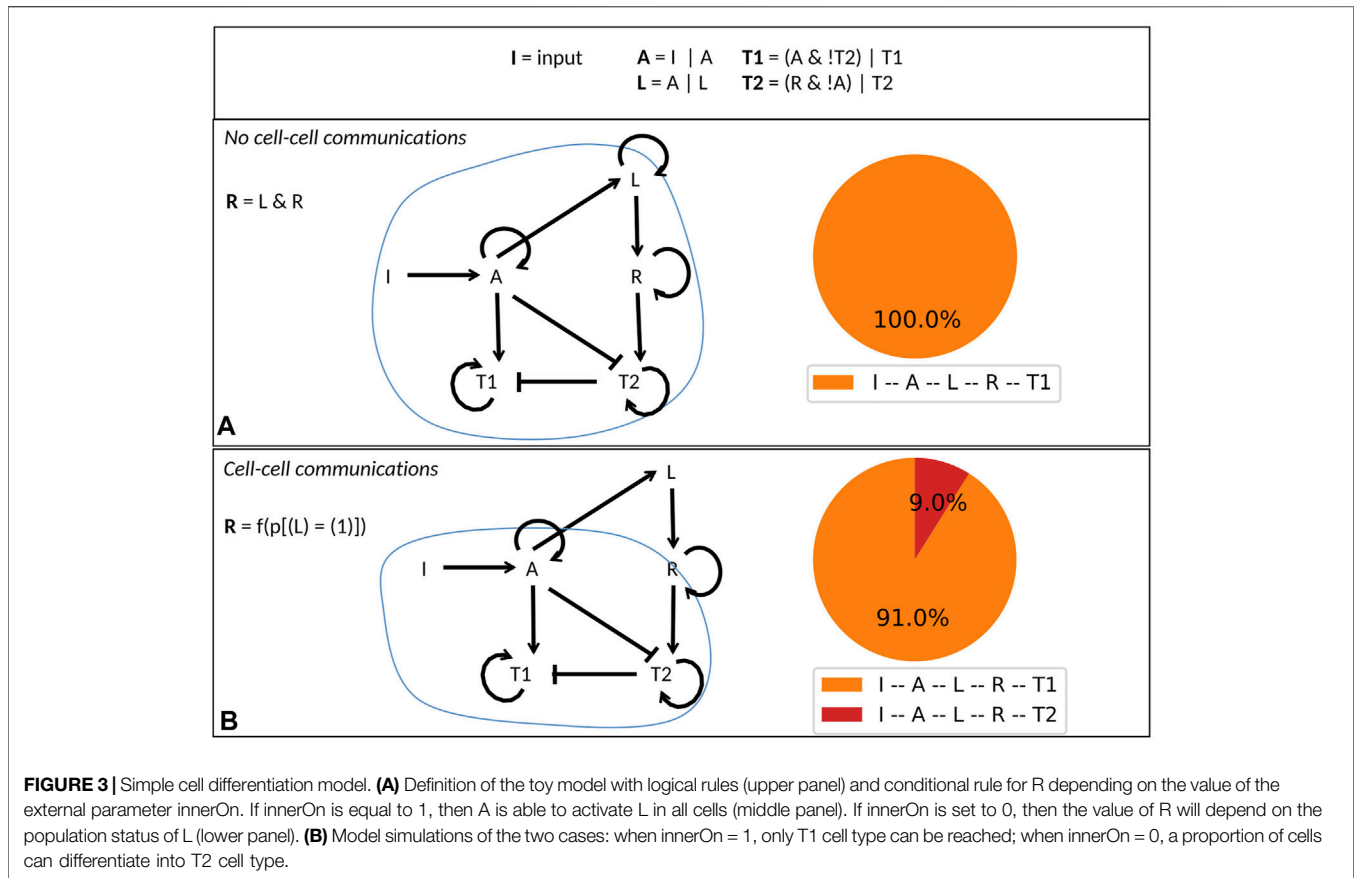 I = input A = I | A T1 = (A & !T2) | T1
L = A | L T2 = (R & !A) | T2
No cell-cell communications
R = L & R
L
I
A
R
T1
T2
A
100.0%
I -- A -- L -- R -- T1
Cell-cell communications
R = f(p[(L) = (1)])
L
I
A
R
T1
T2
B
9.0%
91.0%
I -- A -- L -- R -- T1
I -- A -- L -- R -- T2
FIGURE 3 | Simple cell differentiation model. (A) Definition of the toy model with logical rules (upper panel) and conditional rule for R depending on the value of the
external parameter innerOn. If innerOn is equal to 1, then A is able to activate L in all cells (middle panel). If innerOn is set to 0, then the value of R will depend on the
population status of L (lower panel). (B) Model simulations of the two cases: when innerOn = 1, only T1 cell type can be reached; when innerOn = 0, a proportion of cells
can differentiate into T2 cell type.